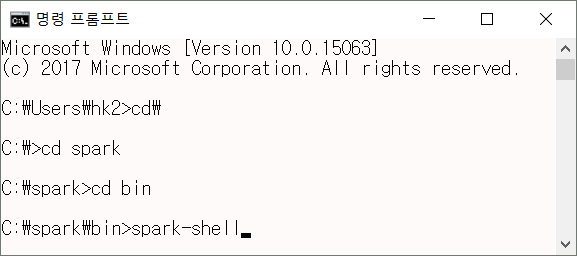 명령 프롬프트
Microsoft Windows [Version 10.0.15063]
(c) 2017 Microsoft Corporation. All rights reserved.
C:₩Users₩hk2>cd₩
C:₩>cd spark
C:₩spark>cd bin
C:₩spark₩bin>spark-shell